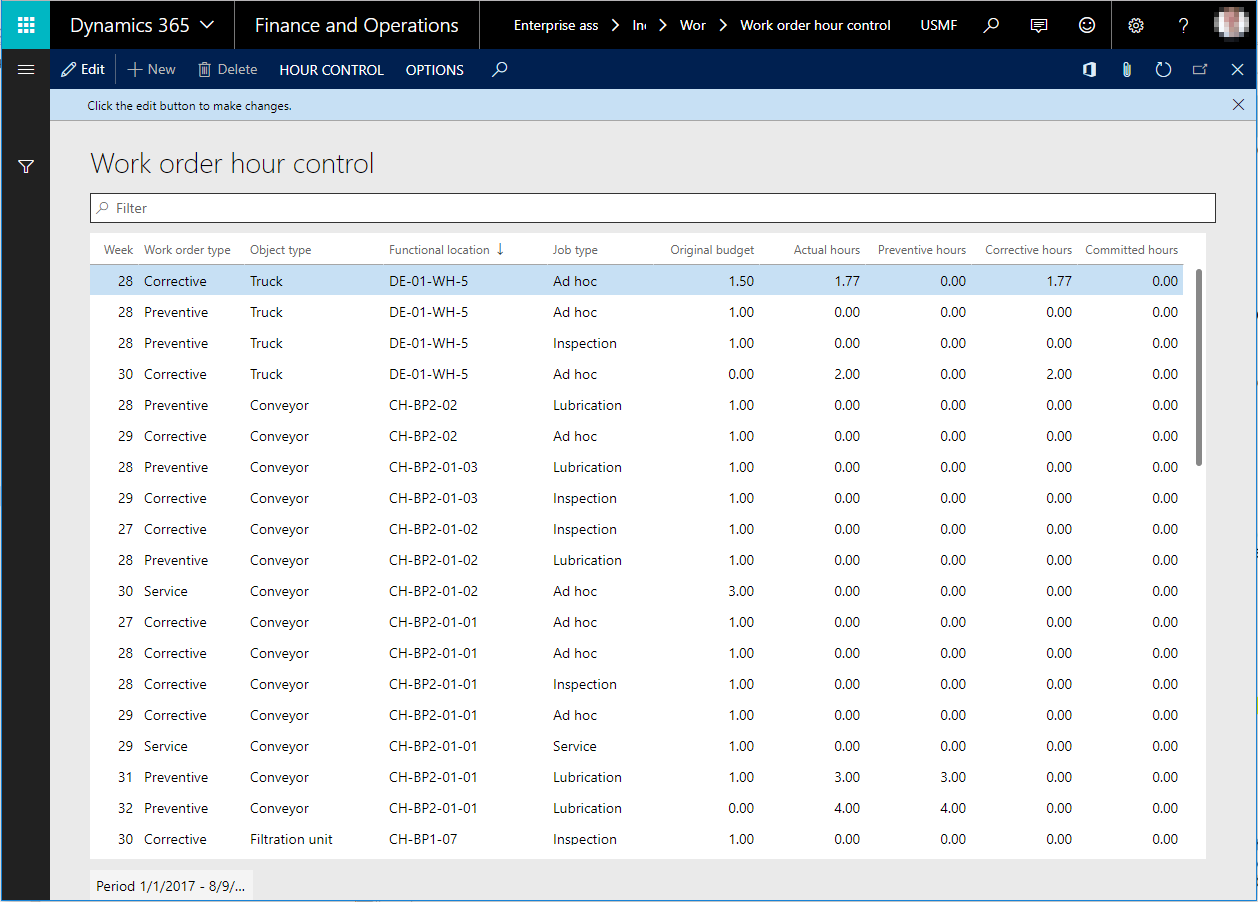 Dynamics 365 Finance and Operations Enterprise ass Wor Work order hour control USMF ?
Edit New Delete HOUR CONTROL OPTIONS
Click the edit button to make changes.
Work order hour control
Filter
Week Work order type Object type Functional location Job type Original budget Actual hours Preventive hours Corrective hours Committed hours
28 Corrective Truck DE-01-WH-5 Ad hoc 1.50 1.77 0.00 1.77 0.00
28 Preventive Truck DE-01-WH-5 Ad hoc 1.00 0.00 0.00 0.00 0.00
28 Preventive Truck DE-01-WH-5 Inspection 1.00 0.00 0.00 0.00 0.00
30 Corrective Truck DE-01-WH-5 Ad hoc 0.00 2.00 0.00 2.00 0.00
28 Preventive Conveyor CH-BP2-02 Lubrication 1.00 0.00 0.00 0.00 0.00
29 Corrective Conveyor CH-BP2-02 Ad hoc 1.00 0.00 0.00 0.00 0.00
28 Preventive Conveyor CH-BP2-01-03 Lubrication 1.00 0.00 0.00 0.00 0.00
29 Corrective Conveyor CH-BP2-01-03 Inspection 1.00 0.00 0.00 0.00 0.00
27 Corrective Conveyor CH-BP2-01-02 Inspection 1.00 0.00 0.00 0.00 0.00
28 Preventive Conveyor CH-BP2-01-02 Lubrication 1.00 0.00 0.00 0.00 0.00
30 Service Conveyor CH-BP2-01-02 Ad hoc 3.00 0.00 0.00 0.00 0.00
27 Corrective Conveyor CH-BP2-01-01 Ad hoc 1.00 0.00 0.00 0.00 0.00
28 Corrective Conveyor CH-BP2-01-01 Ad hoc 1.00 0.00 0.00 0.00 0.00
28 Corrective Conveyor CH-BP2-01-01 Inspection 1.00 0.00 0.00 0.00 0.00
29 Corrective Conveyor CH-BP2-01-01 Ad hoc 1.00 0.00 0.00 0.00 0.00
29 Service Conveyor CH-BP2-01-01 Service 1.00 0.00 0.00 0.00 0.00
31 Preventive Conveyor CH-BP2-01-01 Lubrication 1.00 3.00 3.00 0.00 0.00
32 Preventive Conveyor CH-BP2-01-01 Lubrication 0.00 4.00 4.00 0.00 0.00
30 Corrective Filtration unit CH-BP1-07 Inspection 1.00 0.00 0.00 0.00 0.00
Period 1/1/2017 - 8/9/...